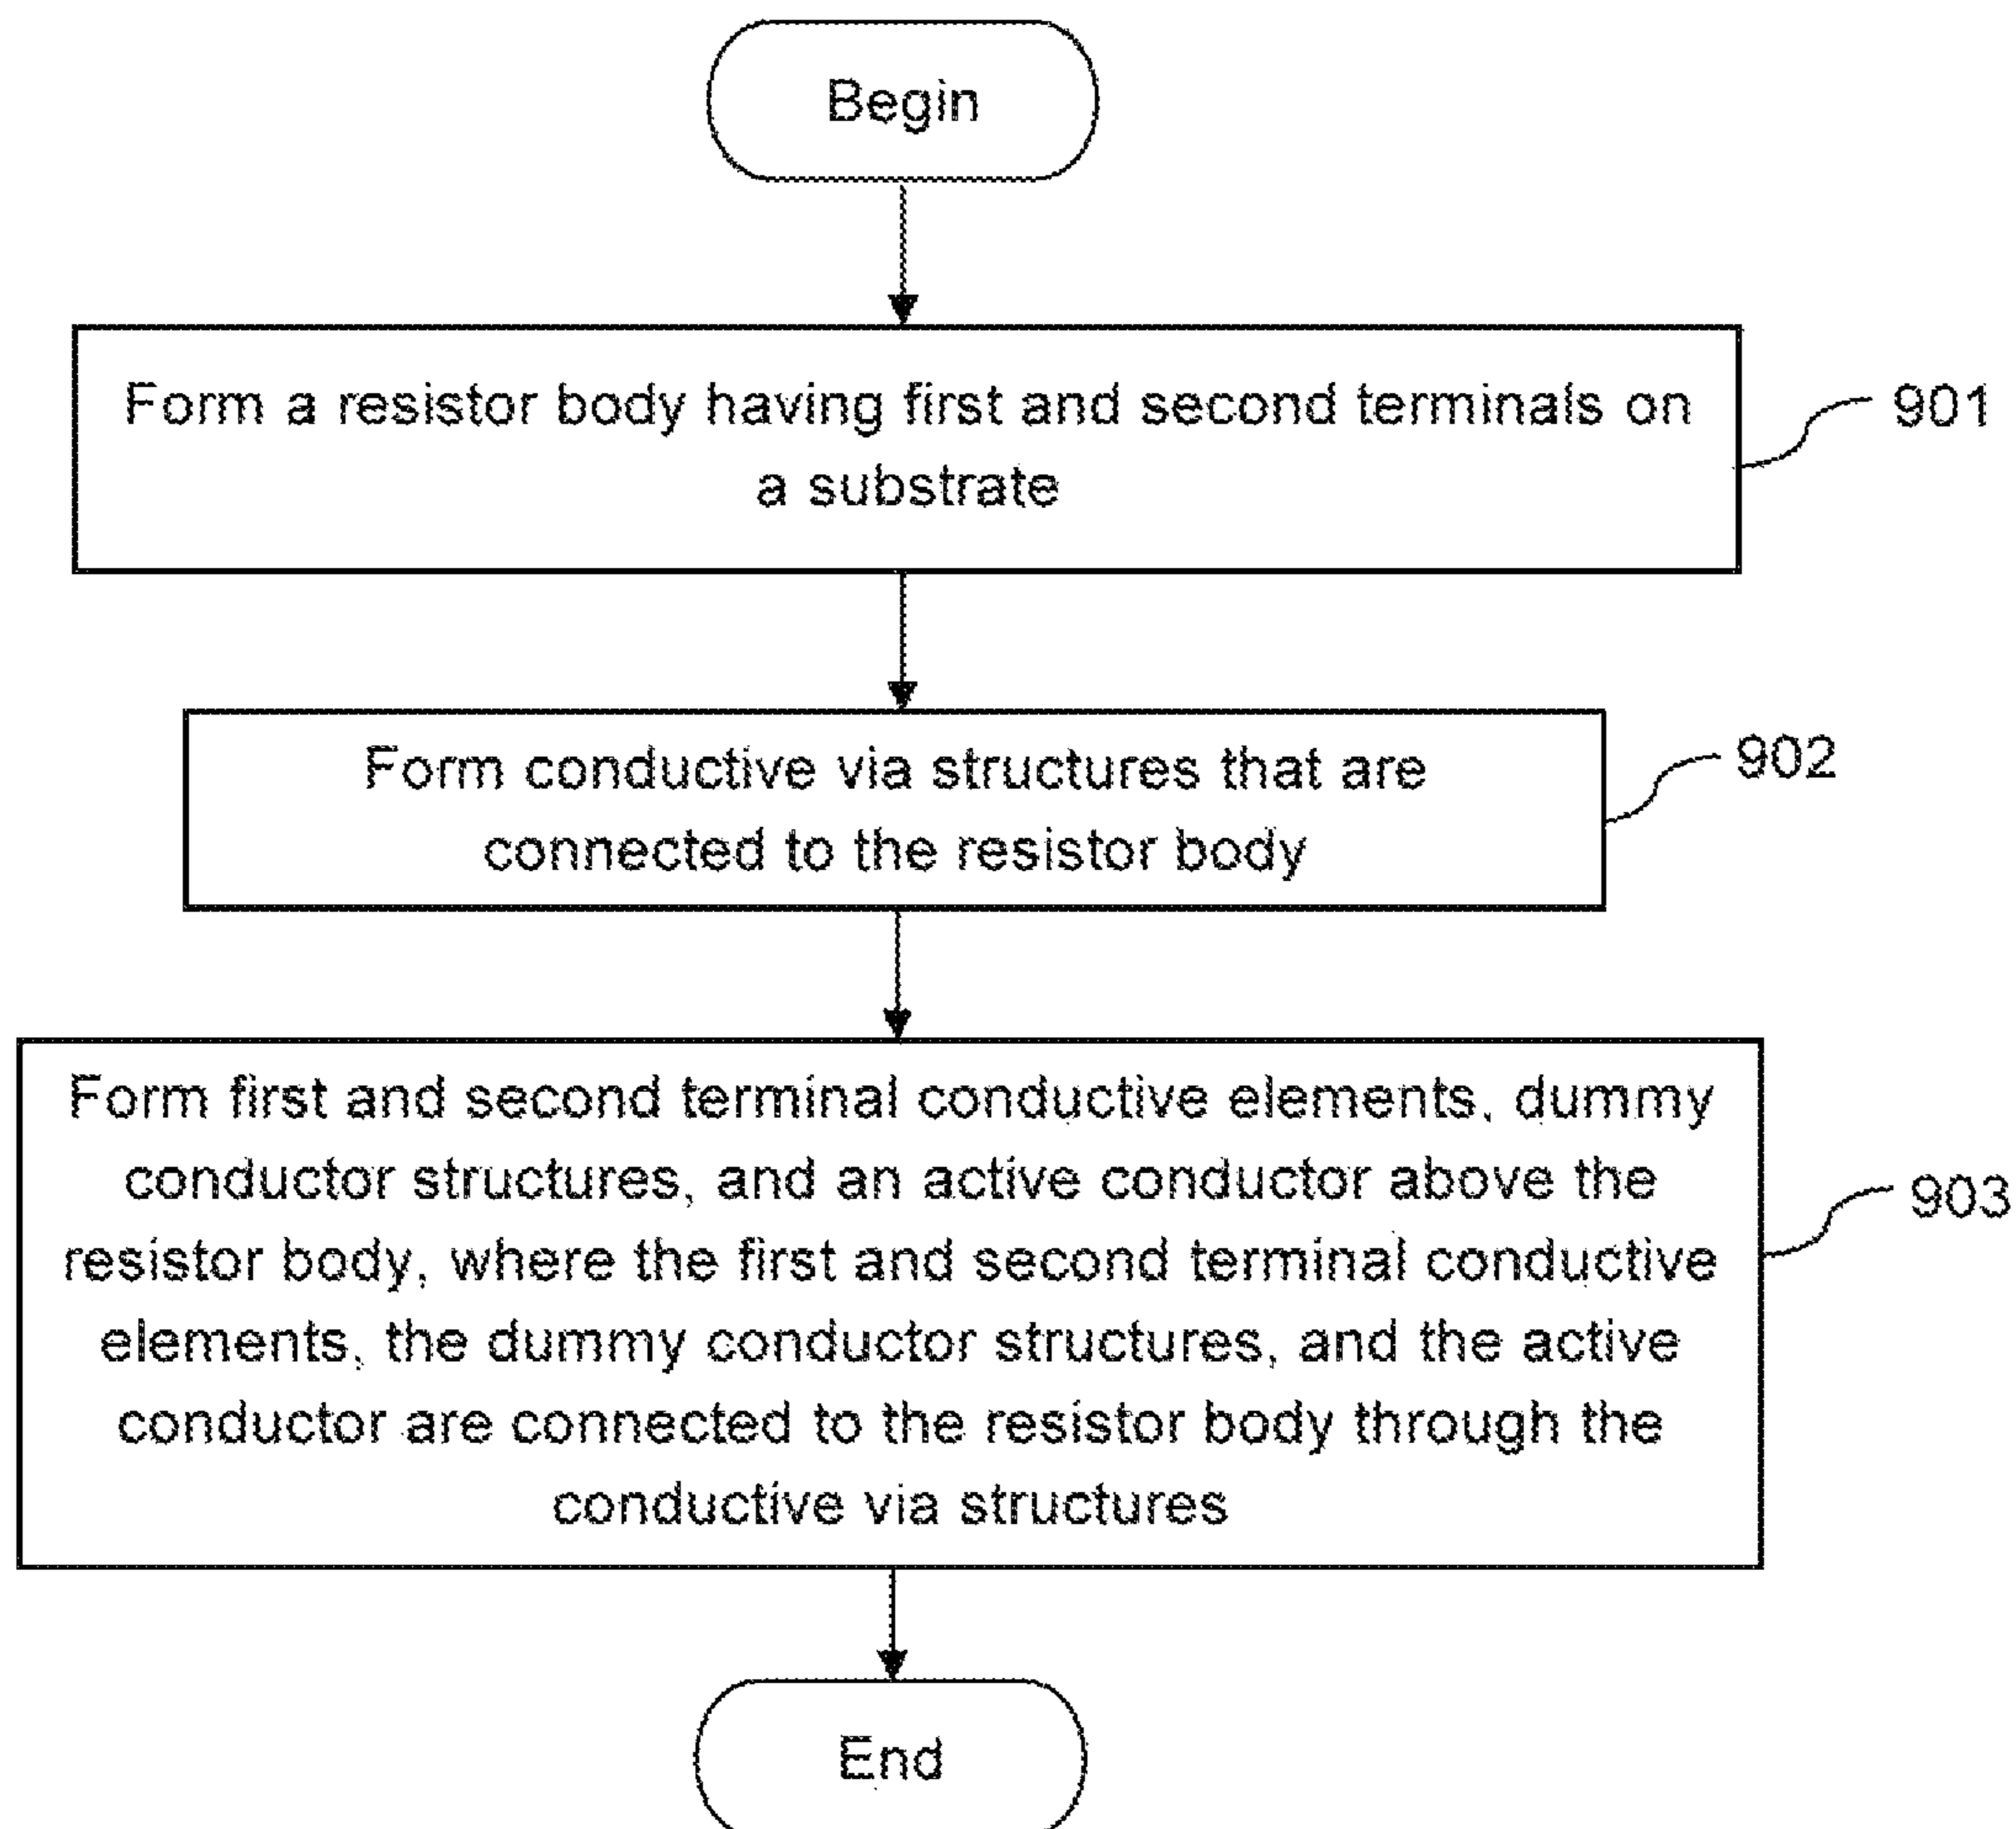 Begin
Form a resistor body having first and second terminals on
a substrate
901
Form conductive via structures that are
connected to the resistor body
902
Form first and second terminal conductive elements, dummy
conductor structures, and an active conductor above the
resistor body, where the first and second terminal conductive
elements, the dummy conductor structures, and the active
conductor are connected to the resistor body through the
conductive via structures
903
End